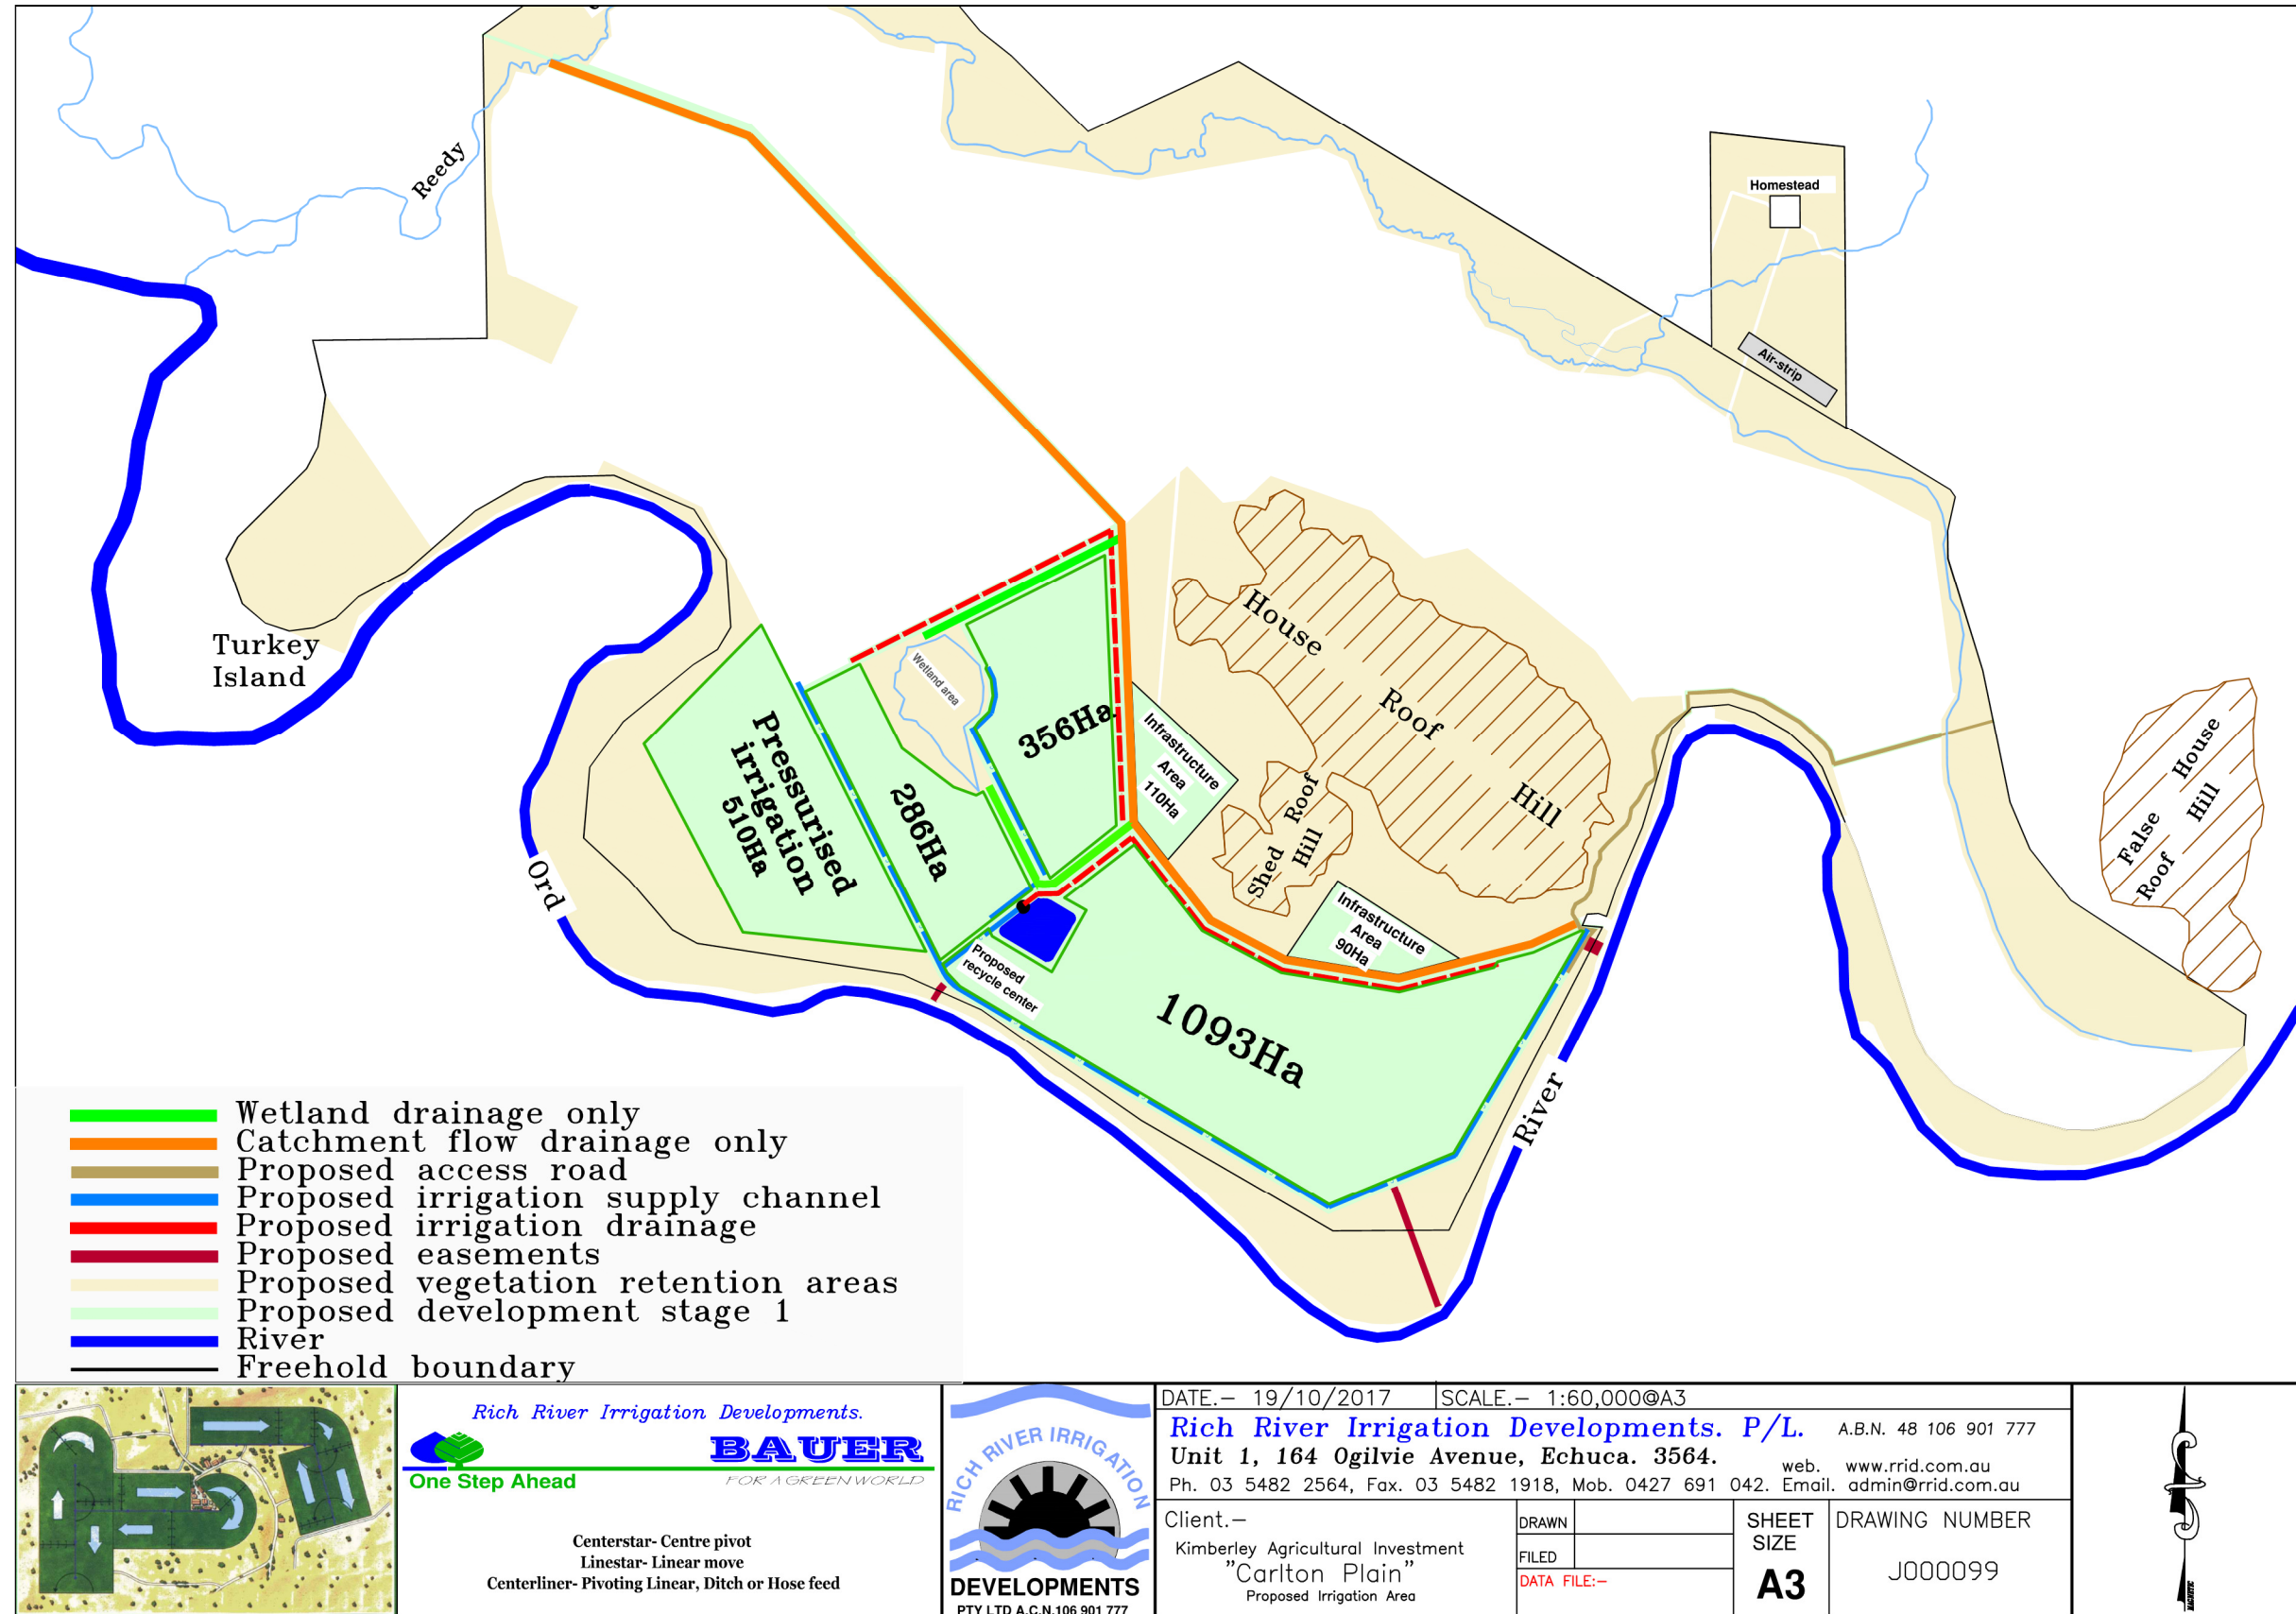 Reedy
Homestead
Air-strip
Turkey
Island
Wetland area
House
Roof
Hill
356Ha
Infrastructure
Area
110Ha
Pressurised
irrigation
510Ha
286Ha
Shed Roof
Hill
False House
Roof Hill
Ord
Infrastructure
Area
90Ha
Proposed
recycle center
1093Ha
River
Wetland drainage only
Catchment flow drainage only
Proposed access road
Proposed irrigation supply channel
Proposed irrigation drainage
Proposed easements
Proposed vegetation retention areas
Proposed development stage 1
River
Freehold boundary
Rich River Irrigation Developments.
BAUER
One Step Ahead
FOR A GREEN WORLD
Centerstar- Centre pivot
Linestar- Linear move
Centerliner- Pivoting Linear, Ditch or Hose feed
RICH RIVER IRRIGATION
DEVELOPMENTS
PTY LTD A.C.N.106 901 777
DATE.- 19/10/2017 SCALE.- 1:60,000@A3
Rich River Irrigation Developments. P/L. A.B.N. 48 106 901 777
Unit 1, 164 Ogilvie Avenue, Echuca. 3564. web. www.rrid.com.au
Ph. 03 5482 2564, Fax. 03 5482 1918, Mob. 0427 691 042. Email. admin@rrid.com.au
Client.-
Kimberley Agricultural Investment
"Carlton Plain"
Proposed Irrigation Area
DRAWN
FILED
DATA FILE:-
SHEET
SIZE
A3
DRAWING NUMBER
J000099